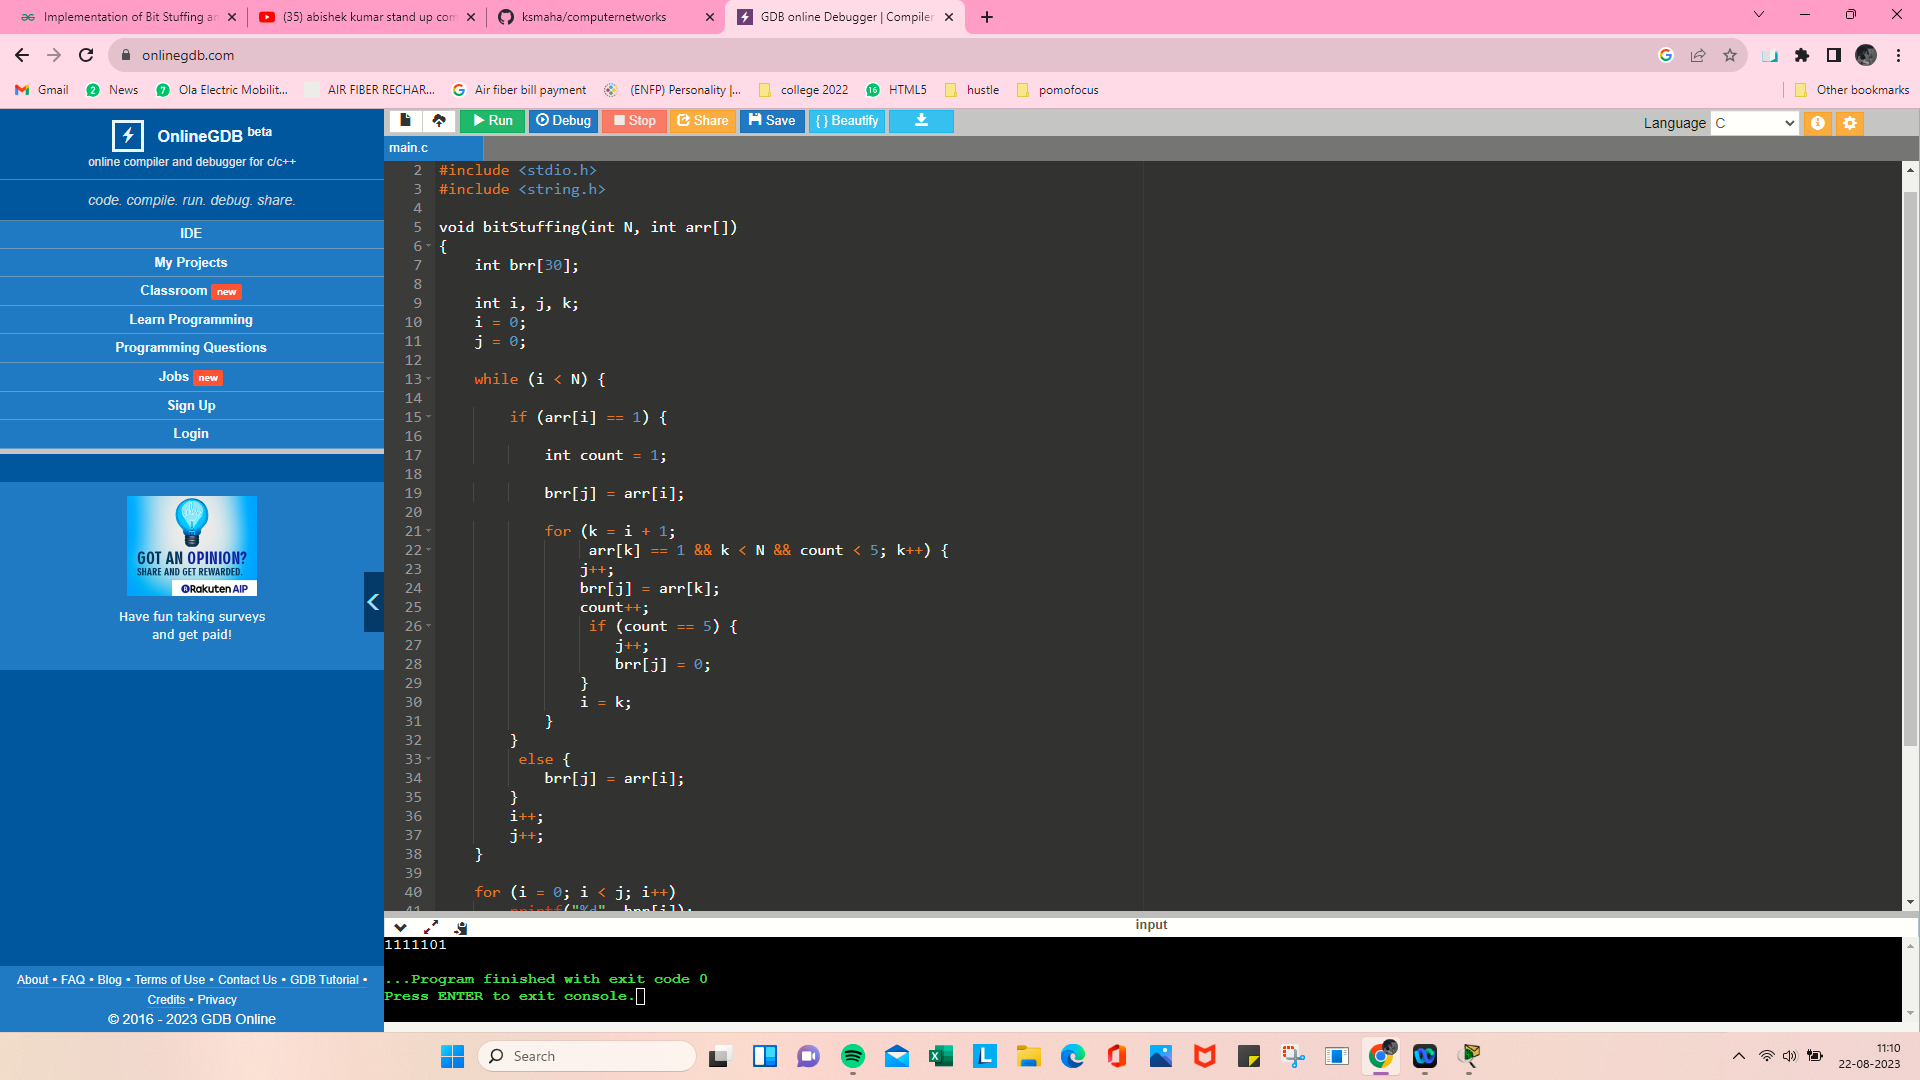 Implementation of Bit Stuffing an
(35) abishek kumar stand up com
ksmaha/computernetworks
GDB online Debugger | Compiler
onlinegdb.com
Gmail
2 News
7 Ola Electric Mobilit...
AIR FIBER RECHAR...
Air fiber bill payment
(ENFP) Personality |...
college 2022
16 HTML5
hustle
pomofocus
Other bookmarks
OnlineGDB beta
online compiler and debugger for c/c++
code. compile. run. debug. share.
IDE
My Projects
Classroom new
Learn Programming
Programming Questions
Jobs new
Sign Up
Login
GOT AN OPINION?
SHARE AND GET REWARDED.
Rakuten AIP
Have fun taking surveys
and get paid!
About • FAQ • Blog • Terms of Use • Contact Us • GDB Tutorial •
Credits • Privacy
© 2016 - 2023 GDB Online
Run Debug Stop Share Save { } Beautify
Language C
main.c
2 #include <stdio.h>
3 #include <string.h>
4
5 void bitStuffing(int N, int arr[])
6 {
7 int brr[30];
8
9 int i, j, k;
10 i = 0;
11 j = 0;
12
13 while (i < N) {
14
15 if (arr[i] == 1) {
16
17 int count = 1;
18
19 brr[j] = arr[i];
20
21 for (k = i + 1;
22 arr[k] == 1 && k < N && count < 5; k++) {
23 j++;
24 brr[j] = arr[k];
25 count++;
26 if (count == 5) {
27 j++;
28 brr[j] = 0;
29 }
30 i = k;
31 }
32 }
33 else {
34 brr[j] = arr[i];
35 }
36 i++;
37 j++;
38 }
39
40 for (i = 0; i < j; i++)
41 printf("%d", brr[i]);
input
1111101
...Program finished with exit code 0
Press ENTER to exit console.
Search
11:10
22-08-2023